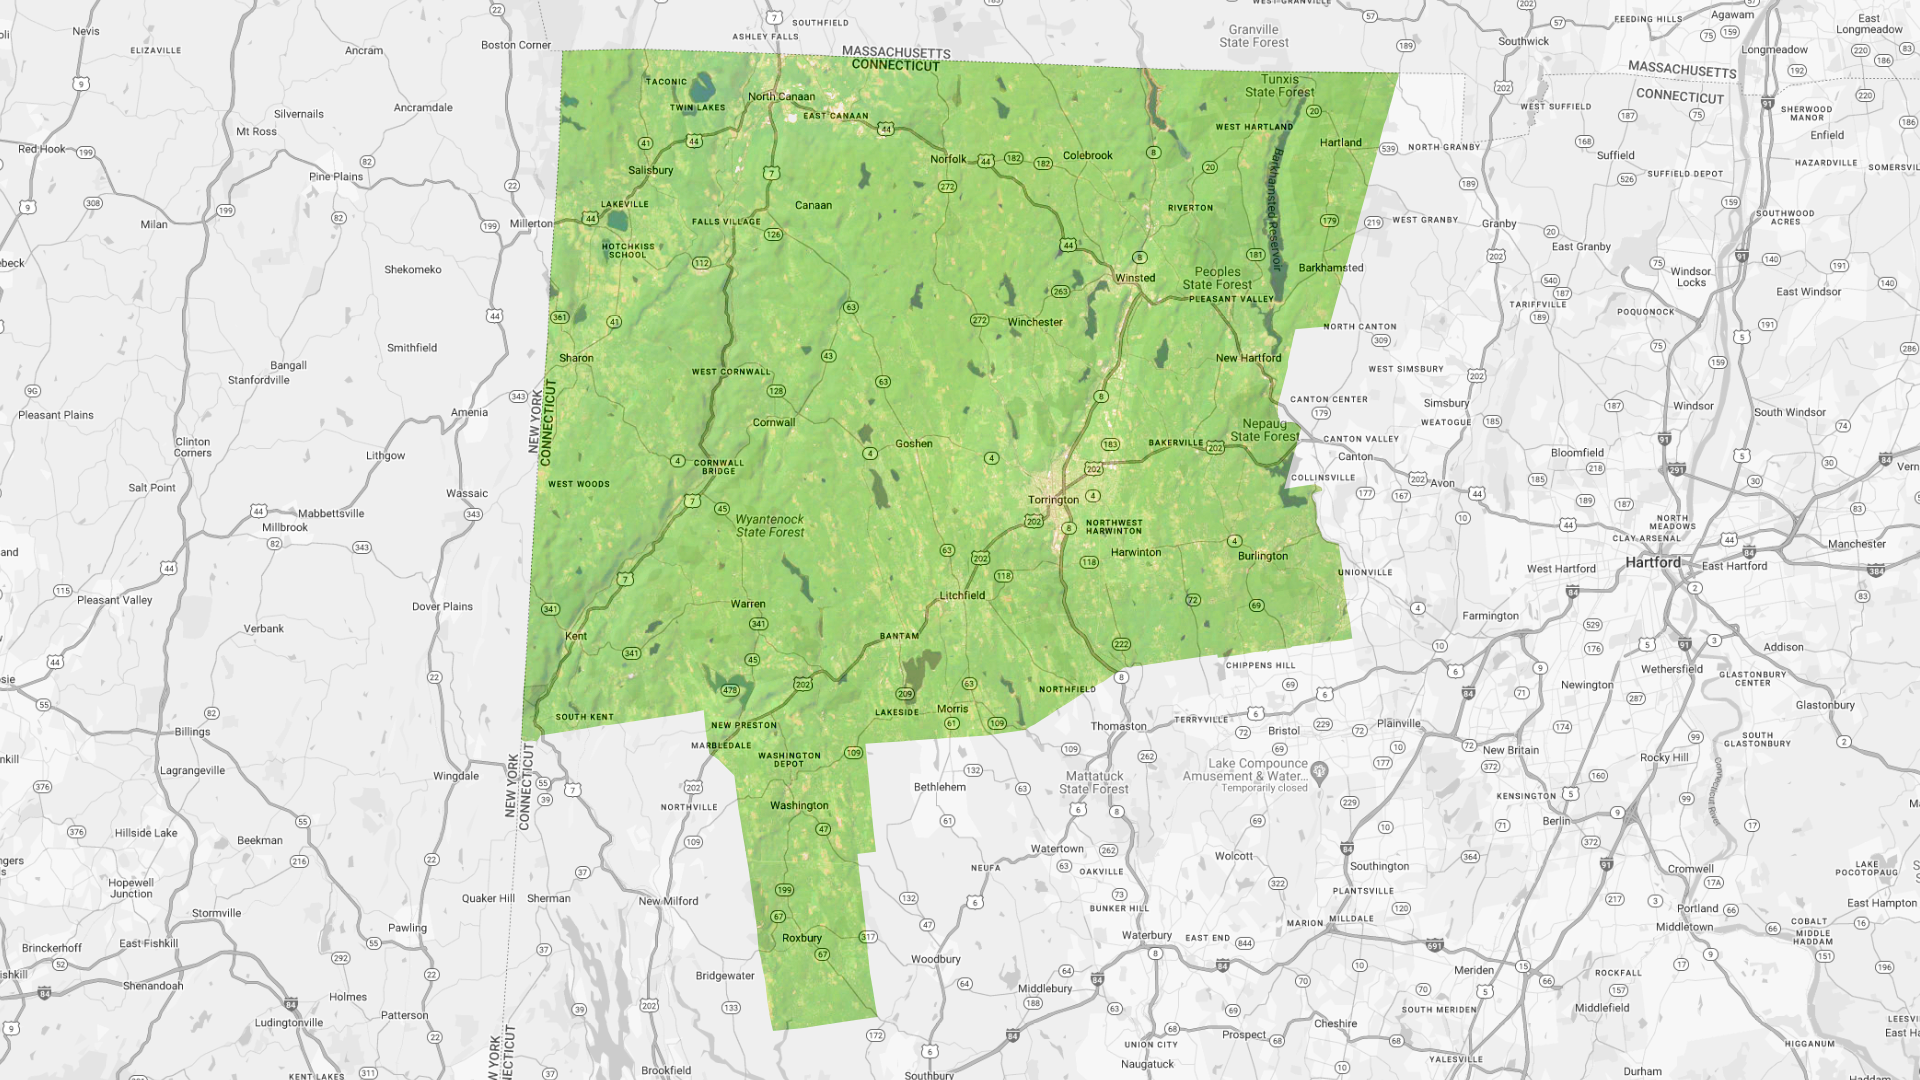 MASSACHUSETTS
CONNECTICUT
MASSACHUSETTS
CONNECTICUT
NEW YORK
CONNECTICUT
NEW YORK
CONNECTICUT
NEW YORK
SOUTHFIELD
ASHLEY FALLS
Granville
State Forest
FEEDING HILLS
Agawam
East
Longmeadow
Longmeadow
Southwick
Nevis
ELIZAVILLE
Ancram
Boston Corner
TACONIC
TWIN LAKES
North Canaan
EAST CANAAN
Tunxis
State Forest
WEST SUFFIELD
SHERWOOD
MANOR
Enfield
Silvernails
Ancramdale
Mt Ross
Red Hook
Pine Plains
Salisbury
Norfolk
Colebrook
WEST HARTLAND
Hartland
NORTH GRANBY
Suffield
SUFFIELD DEPOT
HAZARDVILLE
Milan
Millerton
LAKEVILLE
HOTCHKISS
SCHOOL
FALLS VILLAGE
Canaan
RIVERTON
Barkhamsted Reservoir
WEST GRANBY
Granby
East Granby
SOUTHWOOD
ACRES
Windsor
Locks
East Windsor
Shekomeko
Winsted
Peoples
State Forest
PLEASANT VALLEY
Barkhamsted
Winchester
TARIFFVILLE
POQUONOCK
Smithfield
Bangall
Stanfordville
Sharon
WEST CORNWALL
New Hartford
NORTH CANTON
WEST SIMSBURY
Simsbury
WEATOGUE
Windsor
South Windsor
Pleasant Plains
Amenia
Clinton
Corners
Lithgow
Cornwall
Goshen
CORNWALL
BRIDGE
BAKERVILLE
Nepaug
State Forest
CANTON CENTER
CANTON VALLEY
Canton
COLLINSVILLE
Avon
Bloomfield
Salt Point
Wassaic
WEST WOODS
Mabbettsville
Millbrook
Wyantenock
State Forest
Torrington
NORTHWEST
HARWINTON
Harwinton
Burlington
NORTH
MEADOWS
CLAY ARSENAL
Hartford
East Hartford
Manchester
West Hartford
UNIONVILLE
Farmington
Pleasant Valley
Dover Plains
Verbank
Kent
Warren
Litchfield
BANTAM
Addison
Wethersfield
GLASTONBURY
CENTER
Glastonbury
CHIPPENS HILL
Newington
NORTHFIELD
Morris
LAKESIDE
SOUTH KENT
NEW PRESTON
MARBLEDALE
WASHINGTON
DEPOT
Thomaston
TERRYVILLE
Bristol
Plainville
New Britain
SOUTH
GLASTONBURY
Rocky Hill
Connecticut River
Billings
Lagrangeville
Wingdale
Lake Compounce
Amusement & Water...
Temporarily closed
Mattatuck
State Forest
Bethlehem
KENSINGTON
Berlin
NORTHVILLE
Washington
Hillside Lake
Beekman
Watertown
OAKVILLE
NEUFA
Wolcott
Southington
PLANTSVILLE
Cromwell
LAKE
POCOTOPAUG
Hopewell
Junction
Stormville
Quaker Hill
Sherman
New Milford
BUNKER HILL
MARION
MILLDALE
Portland
Middletown
East Hampton
COBALT
MIDDLE
HADDAM
Brinckerhoff
East Fishkill
Pawling
Roxbury
Waterbury
EAST END
Woodbury
Bridgewater
Meriden
ROCKFALL
Middlefield
Shenandoah
Holmes
Ludingtonville
Patterson
Middlebury
SOUTH MERIDEN
Cheshire
Prospect
UNION CITY
Naugatuck
YALESVILLE
HIGGANUM
Durham
KENT LAKES
Brookfield
Southbury